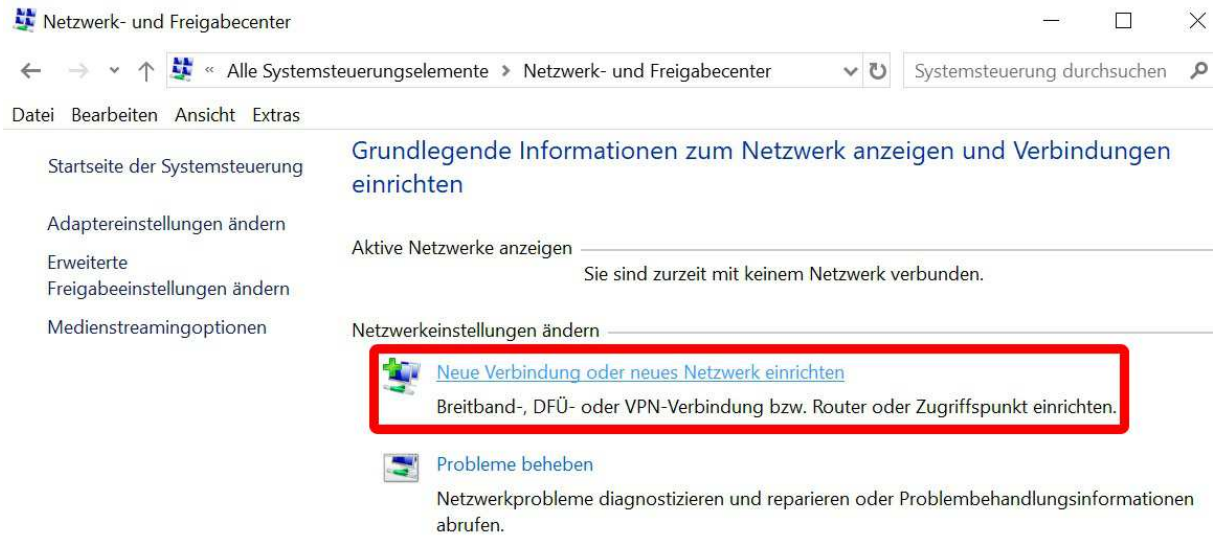 Netzwerk- und Freigabecenter
« Alle Systemsteuerungselemente > Netzwerk- und Freigabecenter
Systemsteuerung durchsuchen
Datei Bearbeiten Ansicht Extras
Startseite der Systemsteuerung
Adaptereinstellungen ändern
Erweiterte
Freigabeeinstellungen ändern
Medienstreamingoptionen
Grundlegende Informationen zum Netzwerk anzeigen und Verbindungen
einrichten
Aktive Netzwerke anzeigen
Sie sind zurzeit mit keinem Netzwerk verbunden.
Netzwerkeinstellungen ändern
Neue Verbindung oder neues Netzwerk einrichten
Breitband-, DFÜ- oder VPN-Verbindung bzw. Router oder Zugriffspunkt einrichten.
Probleme beheben
Netzwerkprobleme diagnostizieren und reparieren oder Problembehandlungsinformationen
abrufen.